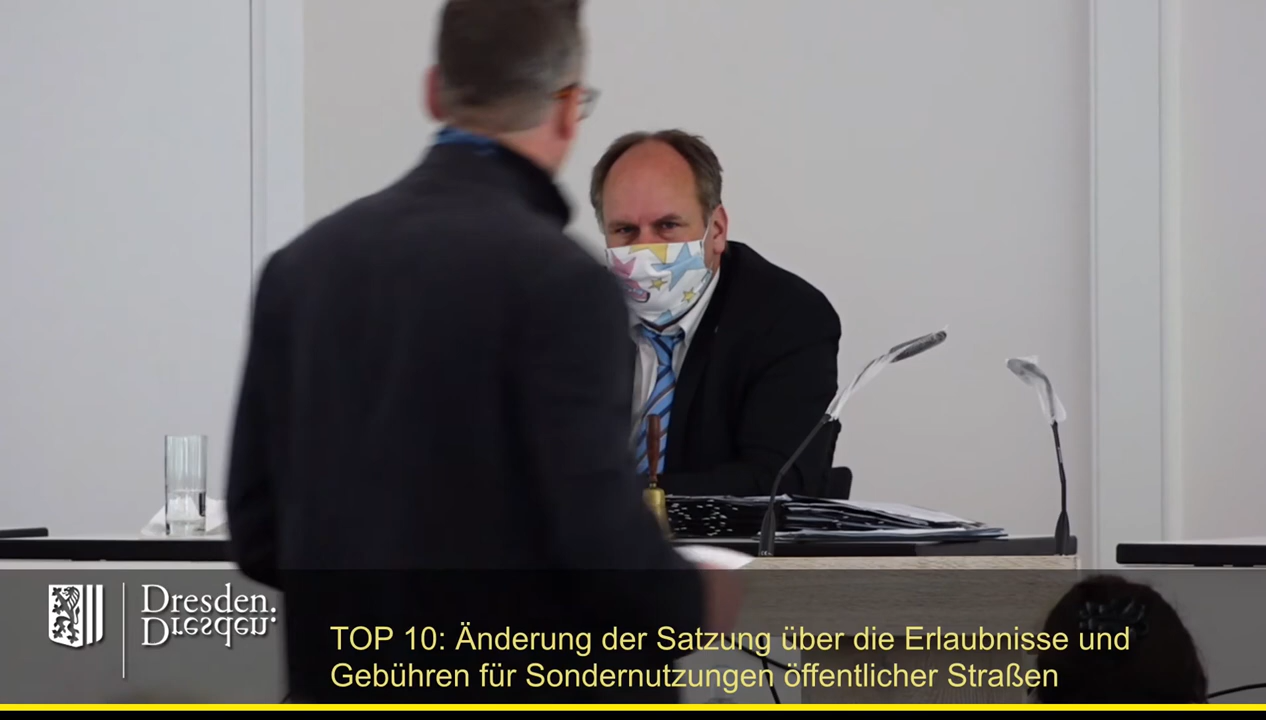 Dresden.
Dresden.
TOP 10: Änderung der Satzung über die Erlaubnisse und
Gebühren für Sondernutzungen öffentlicher Straßen